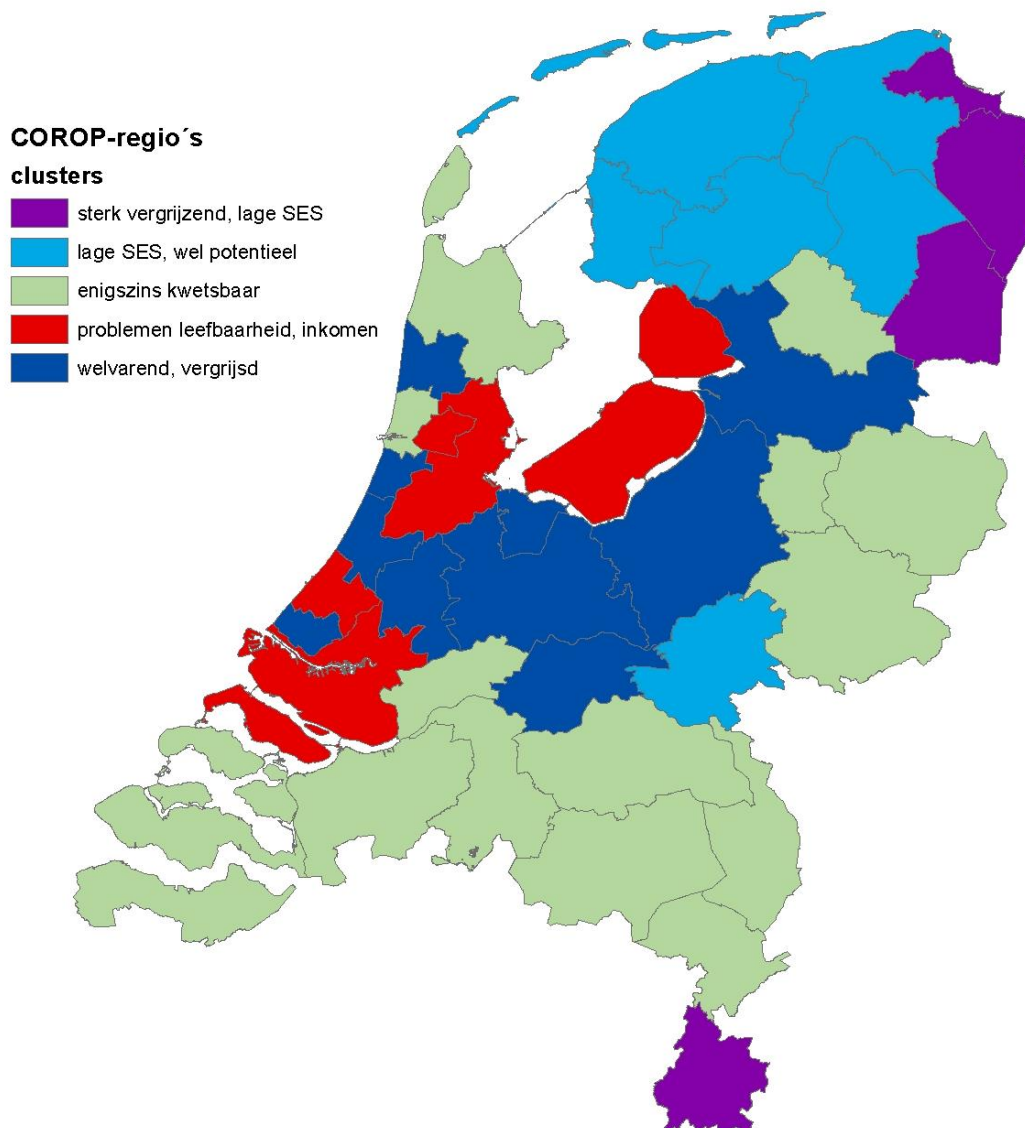 COROP-regio´s
clusters
sterk vergrijzend, lage SES
lage SES, wel potentieel
enigszins kwetsbaar
problemen leefbaarheid, inkomen
welvarend, vergrijsd